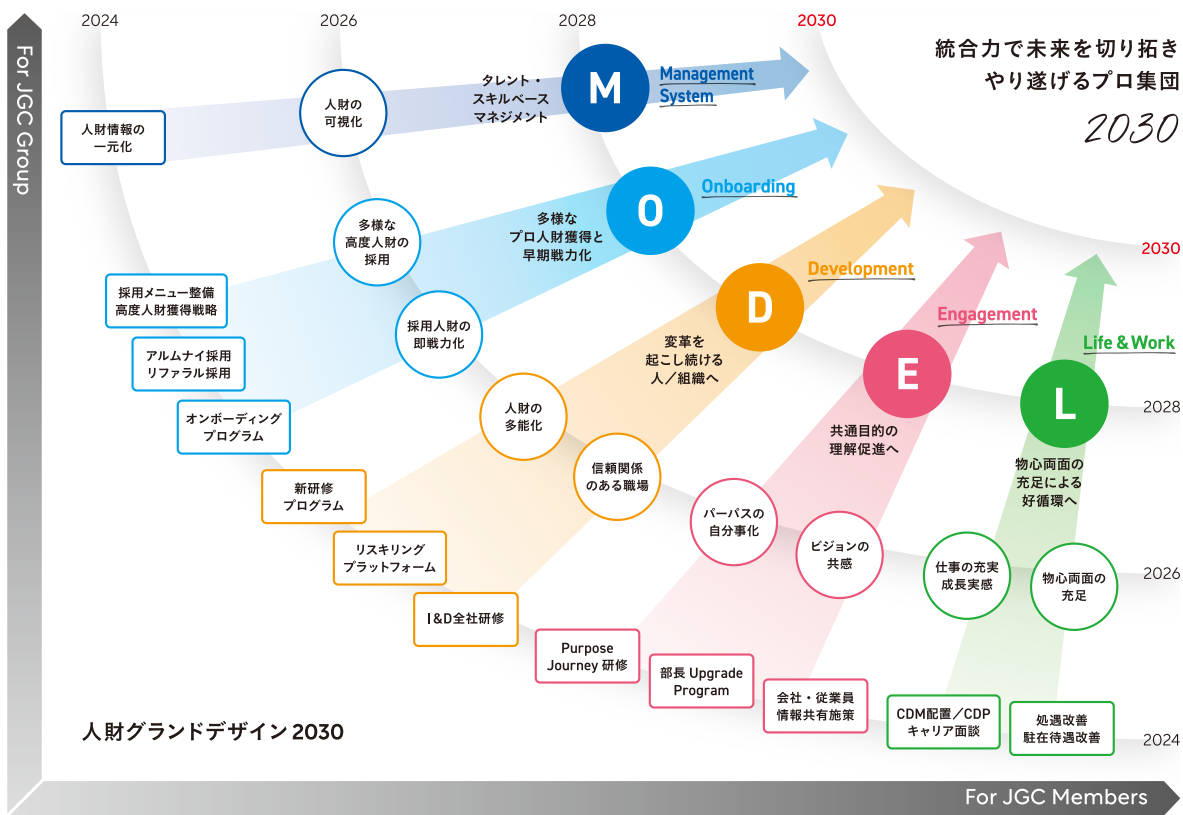 2024
2026
2028
2030
統合力で未来を切り拓き
やり遂げるプロ集団
2030
For JGC Group
人財情報の
一元化
人財の
可視化
タレント・
スキルベース
マネジメント
M
Management
System
採用メニュー整備
高度人財獲得戦略
アルムナイ採用
リファラル採用
オンボーディング
プログラム
多様な
高度人財の
採用
採用人財の
即戦力化
多様な
プロ人財獲得と
早期戦力化
O
Onboarding
新研修
プログラム
リスキリング
プラットフォーム
I&D全社研修
人財の
多能化
信頼関係
のある職場
変革を
起こし続ける
人／組織へ
D
Development
Purpose
Journey 研修
部長 Upgrade
Program
会社・従業員
情報共有施策
パーパスの
自分事化
ビジョンの
共感
共通目的の
理解促進へ
E
Engagement
CDM配置／CDP
キャリア面談
処遇改善
駐在待遇改善
仕事の充実
成長実感
物心両面の
充足
物心両面の
充足による
好循環へ
L
Life & Work
2030
2028
2026
2024
人財グランドデザイン 2030
For JGC Members